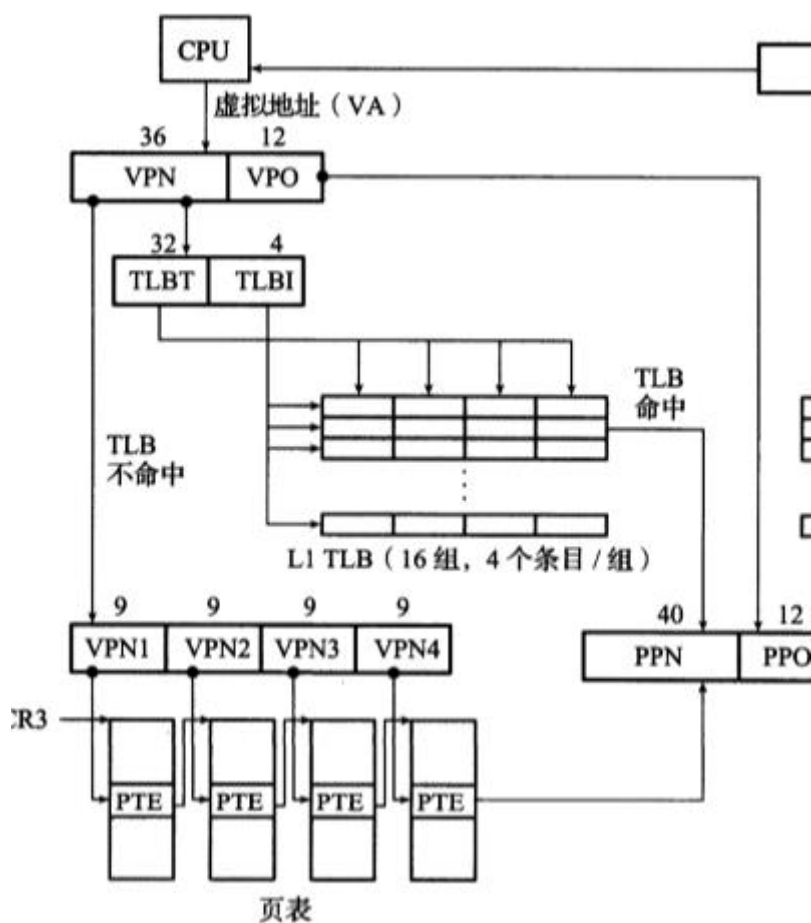 CPU
虚拟地址（VA）
36 12
VPN VPO
32 4
TLBT TLBI
TLB
命中
TLB
不命中
L1 TLB（16 组，4 个条目 / 组）
9 9 9 9
VPN1 VPN2 VPN3 VPN4
40 12
PPN PPO
CR3
PTE PTE PTE PTE
页表